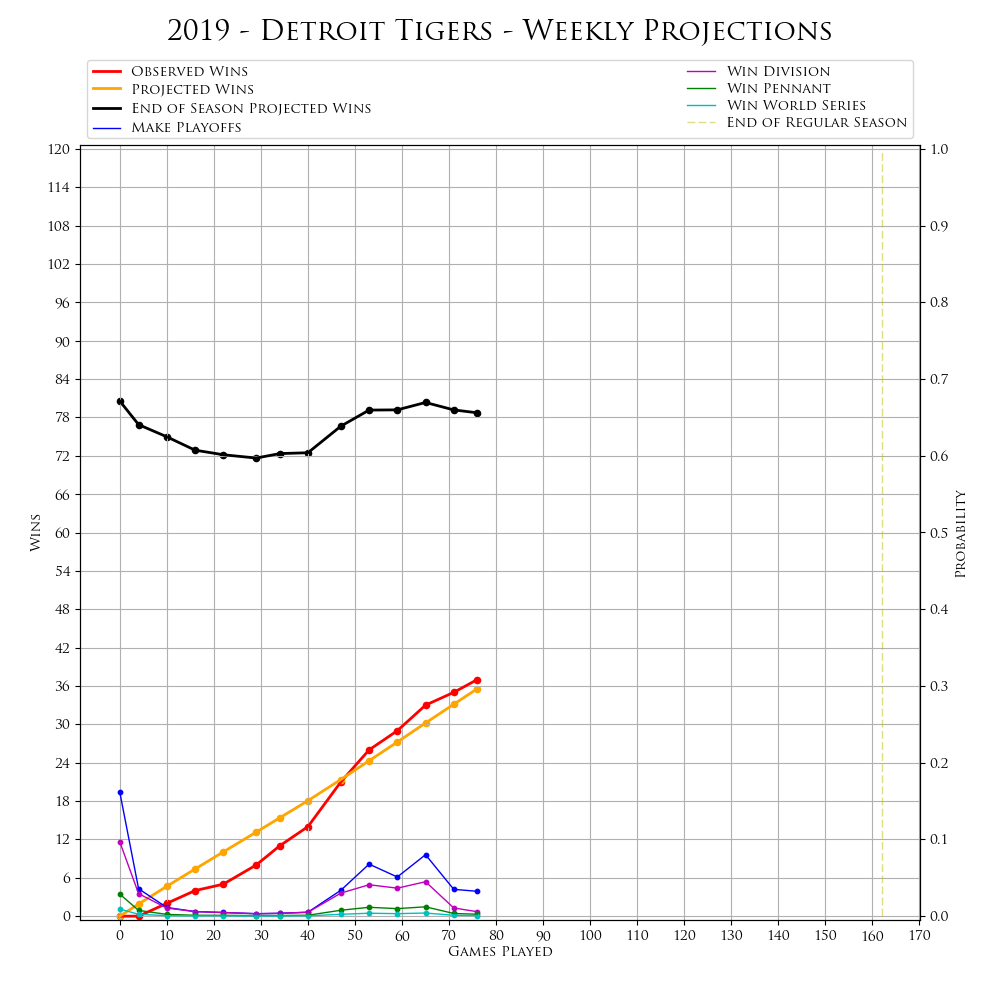 2019 - Detroit Tigers - Weekly Projections
Observed Wins
Projected Wins
End of Season Projected Wins
Make Playoffs
Win Division
Win Pennant
Win World Series
End of Regular Season
120
114
108
102
96
90
84
78
72
66
60
54
48
42
36
30
24
18
12
6
0
Wins
1.0
0.9
0.8
0.7
0.6
0.5
0.4
0.3
0.2
0.1
0.0
Probability
0 10 20 30 40 50 60 70 80 90 100 110 120 130 140 150 160 170
Games Played